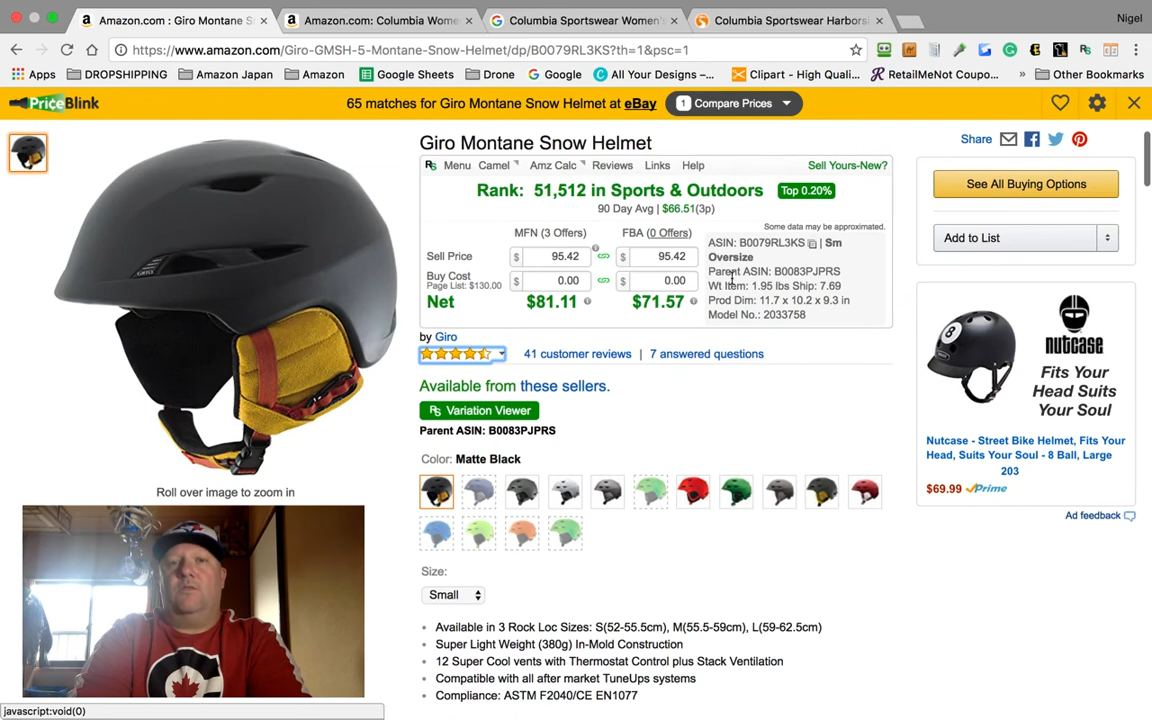 Amazon.com : Giro Montane S
Amazon.com: Columbia Wome
Columbia Sportswear Women's
Columbia Sportswear Harbors
Nigel
https://www.amazon.com/Giro-GMSH-5-Montane-Snow-Helmet/dp/B0079RL3KS?th=1&psc=1
Apps DROPSHIPPING Amazon Japan Amazon Google Sheets Drone Google All Your Designs –... Clipart - High Quali... RetailMeNot Coupo... » Other Bookmarks
PriceBlink
65 matches for Giro Montane Snow Helmet at eBay
1 Compare Prices
Giro Montane Snow Helmet
Share
RS Menu Camel Amz Calc Reviews Links Help Sell Yours-New?
Rank: 51,512 in Sports & Outdoors Top 0.20%
90 Day Avg | $66.51(3p)
Some data may be approximated.
MFN (3 Offers) FBA (0 Offers)
Sell Price $ 95.42 $ 95.42
Buy Cost $ 0.00 $ 0.00
Page List: $130.00
Net $81.11 $71.57
ASIN: B0079RL3KS | Sm
Oversize
Parent ASIN: B0083PJPRS
Wt Item: 1.95 lbs Ship: 7.69
Prod Dim: 11.7 x 10.2 x 9.3 in
Model No.: 2033758
by Giro
41 customer reviews | 7 answered questions
Available from these sellers.
RS Variation Viewer
Parent ASIN: B0083PJPRS
Color: Matte Black
Size:
Small
Available in 3 Rock Loc Sizes: S(52-55.5cm), M(55.5-59cm), L(59-62.5cm)
Super Light Weight (380g) In-Mold Construction
12 Super Cool vents with Thermostat Control plus Stack Ventilation
Compatible with all after market TuneUps systems
Compliance: ASTM F2040/CE EN1077
GIRO
Roll over image to zoom in
See All Buying Options
Add to List
8
NUTCASE
Fits Your
Head Suits
Your Soul
Nutcase - Street Bike Helmet, Fits Your
Head, Suits Your Soul - 8 Ball, Large
203
$69.99 Prime
Ad feedback
javascript:void(0)